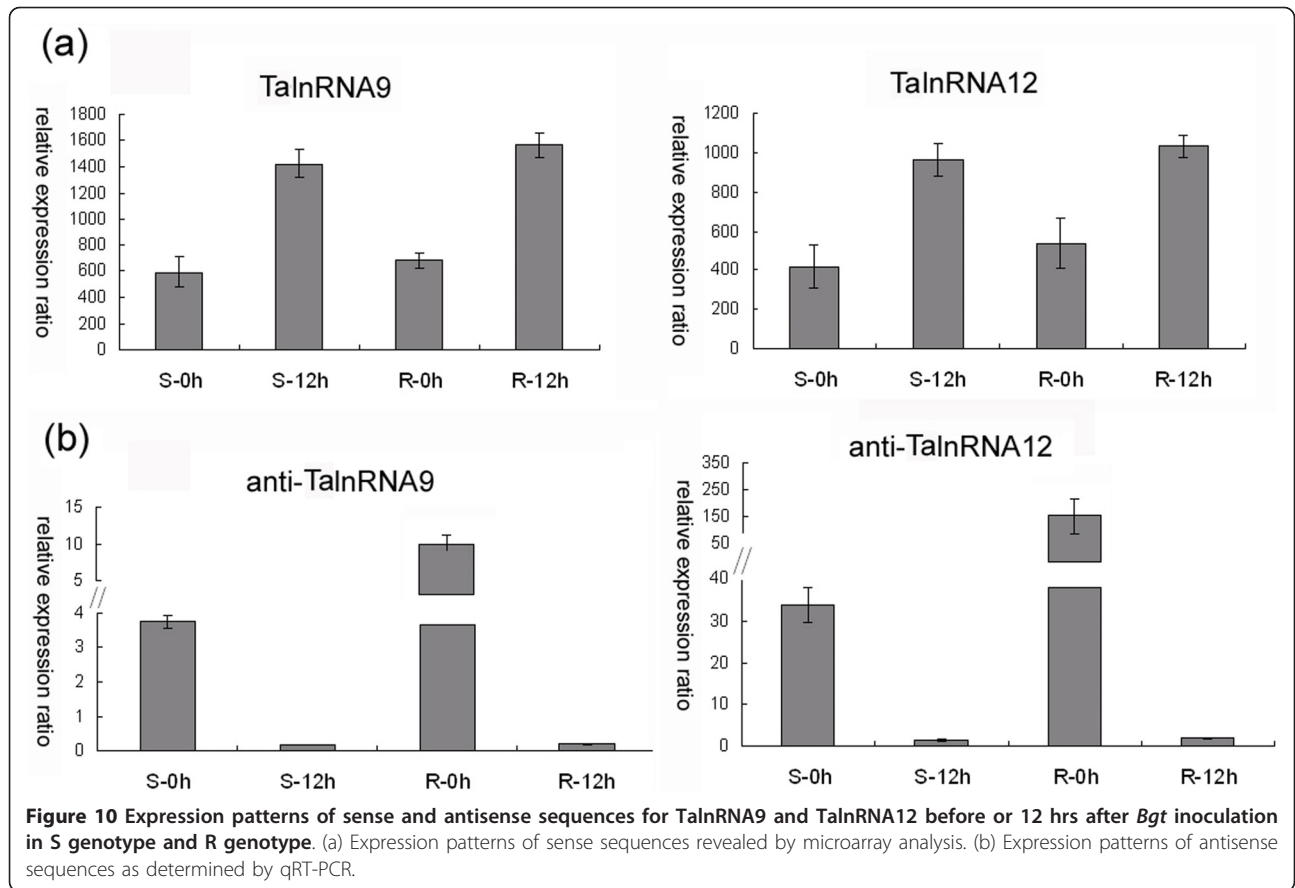 (a)
TalnRNA9
relative expression ratio
1800
1600
1400
1200
1000
800
600
400
200
0
S-0h S-12h R-0h R-12h
TalnRNA12
relative expression ratio
1200
1000
800
600
400
200
0
S-0h S-12h R-0h R-12h
(b)
anti-TalnRNA9
relative expression ratio
15
10
5
4
3
2
1
0
S-0h S-12h R-0h R-12h
anti-TalnRNA12
relative expression ratio
350
250
150
50
40
30
20
10
0
S-0h S-12h R-0h R-12h
Figure 10 Expression patterns of sense and antisense sequences for TalnRNA9 and TalnRNA12 before or 12 hrs after Bgt inoculation
in S genotype and R genotype. (a) Expression patterns of sense sequences revealed by microarray analysis. (b) Expression patterns of antisense
sequences as determined by qRT-PCR.